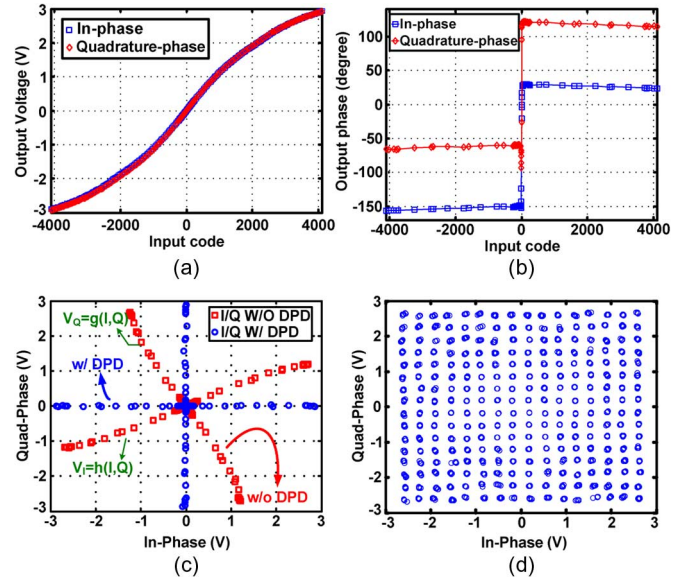 In-phase
Quadrature-phase
Output Voltage (V)
3
2
1
0
-1
-2
-3
-4000
-2000
0
2000
4000
Input code
(a)
In-phase
Quadrature-phase
Output phase (degree)
100
50
0
-50
-100
-150
-4000
-2000
0
2000
4000
Input code
(b)
I/Q W/O DPD
I/Q W/ DPD
V_Q=g(I,Q)
w/ DPD
V_I=h(I,Q)
w/o DPD
Quad-Phase (V)
3
2
1
0
-1
-2
-3
-3
-2
-1
0
1
2
3
In-Phase (V)
(c)
Quad-Phase (V)
3
2
1
0
-1
-2
-3
-3
-2
-1
0
1
2
3
In-Phase (V)
(d)